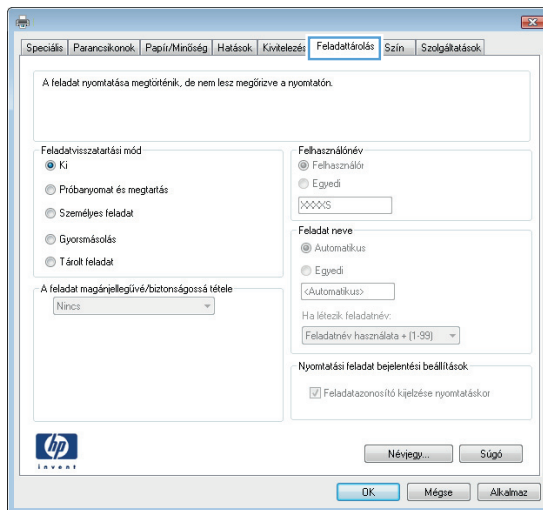 Speciális Parancsikonok Papír/Minőség Hatások Kivitelezés Feladattárolás Szín Szolgáltatások
A feladat nyomtatása megtörténik, de nem lesz megőrizve a nyomtatón.
Feladatvisszatartási mód
Ki
Próbanyomat és megtartás
Személyes feladat
Gyorsmásolás
Tárolt feladat
A feladat magánjellegűvé/biztonságossá tétele
Nincs
Felhasználónév
Felhasználónr
Egyedi
XXXXS
Feladat neve
Automatikus
Egyedi
<Automatikus>
Ha létezik feladatnév:
Feladatnév használata + (1-99)
Nyomtatási feladat bejelentési beállítások
Feladatazonosító kijelzése nyomtatáskor
hp
invent
Névjegy... Súgó
OK Mégse Alkalmaz